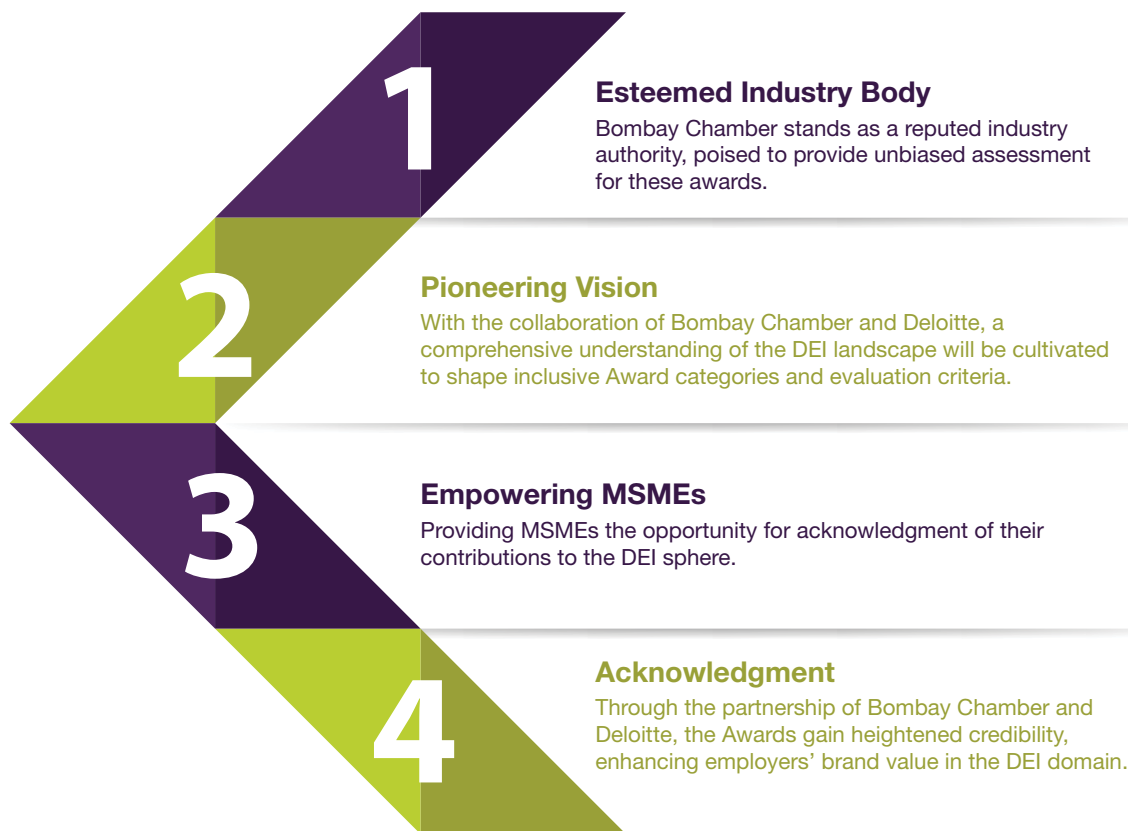 1
Esteemed Industry Body
Bombay Chamber stands as a reputed industry
authority, poised to provide unbiased assessment
for these awards.
2
Pioneering Vision
With the collaboration of Bombay Chamber and Deloitte, a
comprehensive understanding of the DEI landscape will be cultivated
to shape inclusive Award categories and evaluation criteria.
3
Empowering MSMEs
Providing MSMEs the opportunity for acknowledgment of their
contributions to the DEI sphere.
4
Acknowledgment
Through the partnership of Bombay Chamber and
Deloitte, the Awards gain heightened credibility,
enhancing employers’ brand value in the DEI domain.